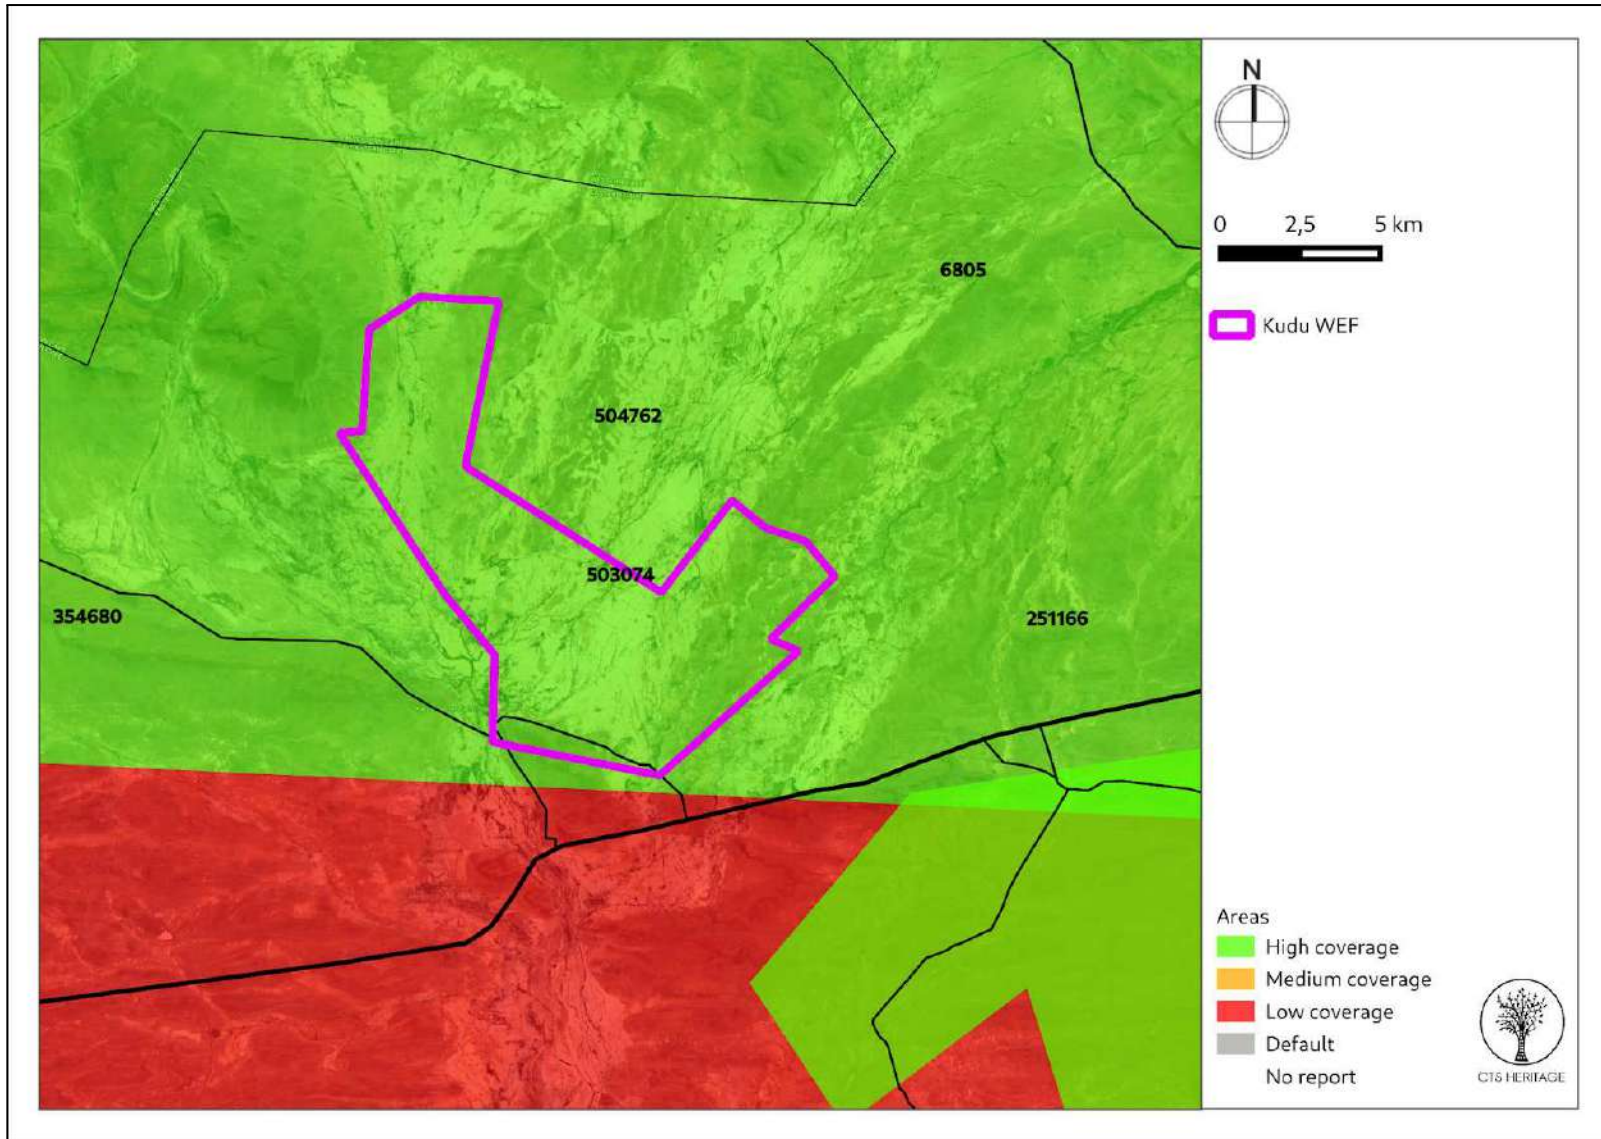 N
0 2,5 5 km
Kudu WEF
6805
504762
503074
354680
251166
Areas
High coverage
Medium coverage
Low coverage
Default
No report
CTS HERITAGE